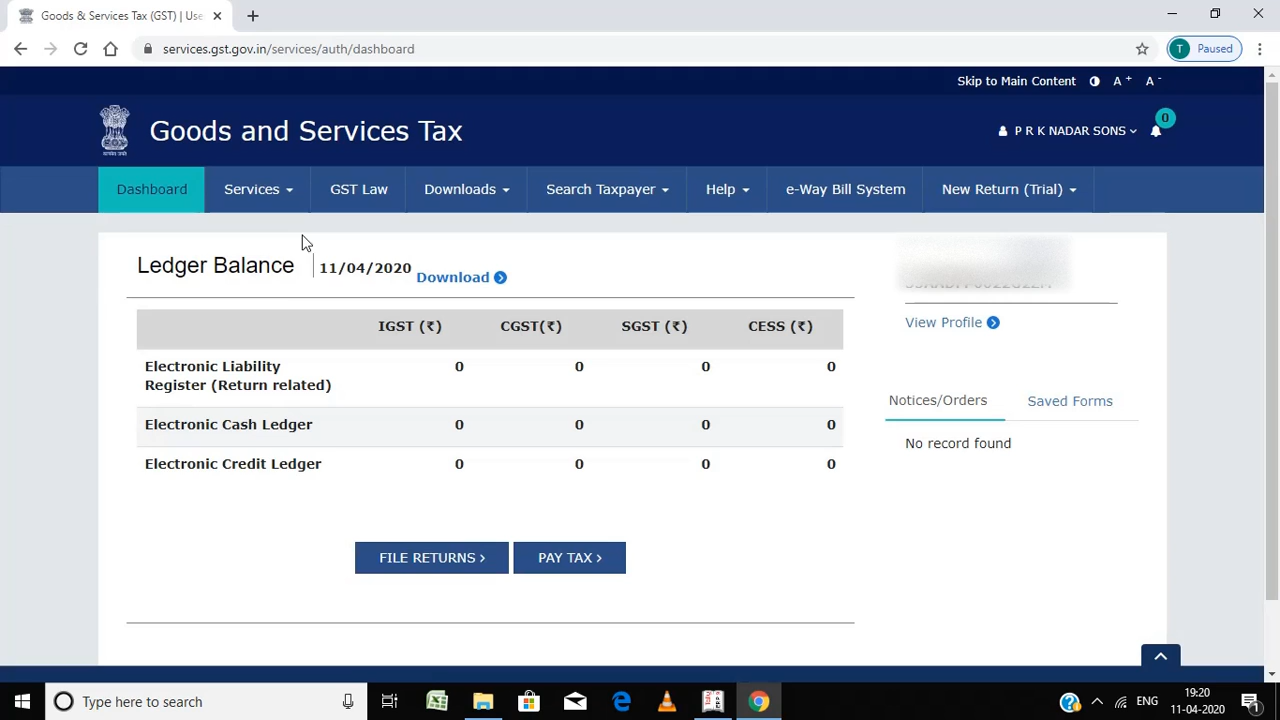 Goods & Services Tax (GST) | Use
services.gst.gov.in/services/auth/dashboard
T Paused
Skip to Main Content A + A -
Goods and Services Tax
P R K NADAR SONS 0
Dashboard Services GST Law Downloads Search Taxpayer Help e-Way Bill System New Return (Trial)
Ledger Balance 11/04/2020 Download
View Profile
IGST (₹) CGST(₹) SGST (₹) CESS (₹)
Electronic Liability
Register (Return related) 0 0 0 0
Electronic Cash Ledger 0 0 0 0
Electronic Credit Ledger 0 0 0 0
Notices/Orders Saved Forms
No record found
FILE RETURNS > PAY TAX >
Type here to search
ENG
19:20
11-04-2020
1